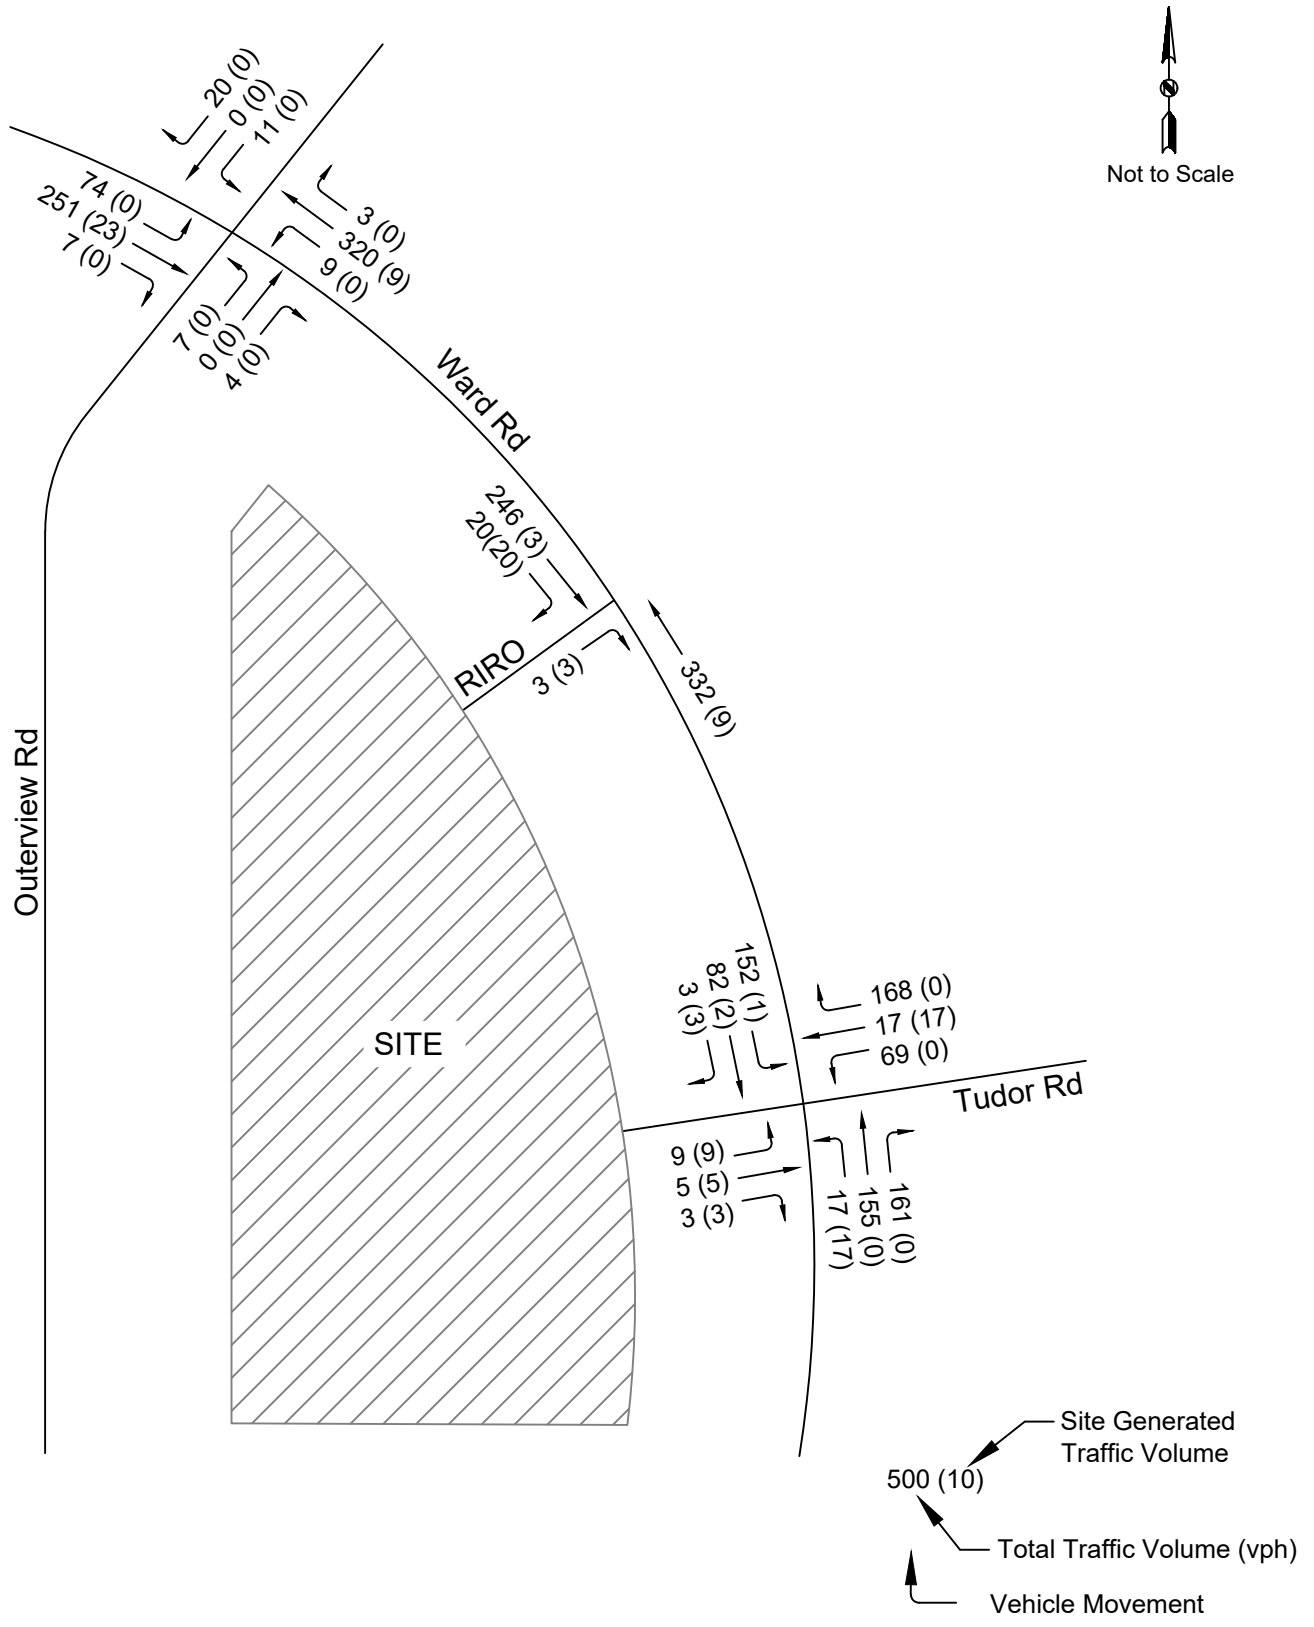 N
Not to Scale
20 (0)
0 (0)
11 (0)
74 (0)
251 (23)
7 (0)
3 (0)
320 (9)
9 (0)
7 (0)
0 (0)
4 (0)
Ward Rd
246 (3)
20(20)
RIRO
3 (3)
332 (9)
Outerview Rd
SITE
3 (3)
82 (2)
152 (1)
168 (0)
17 (17)
69 (0)
Tudor Rd
9 (9)
5 (5)
3 (3)
17 (17)
155 (0)
161 (0)
Site Generated
Traffic Volume
500 (10)
Total Traffic Volume (vph)
Vehicle Movement